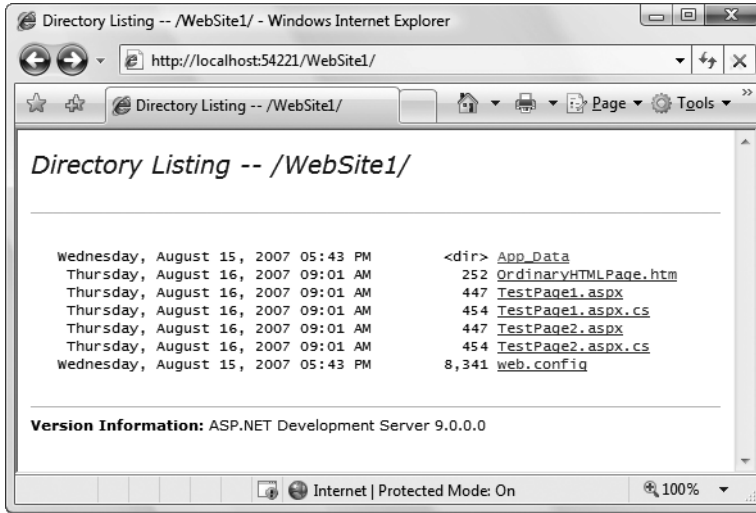 Directory Listing -- /WebSite1/ - Windows Internet Explorer
http://localhost:54221/WebSite1/
Directory Listing -- /WebSite1/
Page
Tools
»
Directory Listing -- /WebSite1/
Wednesday, August 15, 2007 05:43 PM <dir> App_Data
Thursday, August 16, 2007 09:01 AM 252 OrdinaryHTMLPage.htm
Thursday, August 16, 2007 09:01 AM 447 TestPage1.aspx
Thursday, August 16, 2007 09:01 AM 454 TestPage1.aspx.cs
Thursday, August 16, 2007 09:01 AM 447 TestPage2.aspx
Thursday, August 16, 2007 09:01 AM 454 TestPage2.aspx.cs
Wednesday, August 15, 2007 05:43 PM 8,341 web.config
Version Information: ASP.NET Development Server 9.0.0.0
Internet | Protected Mode: On
100%